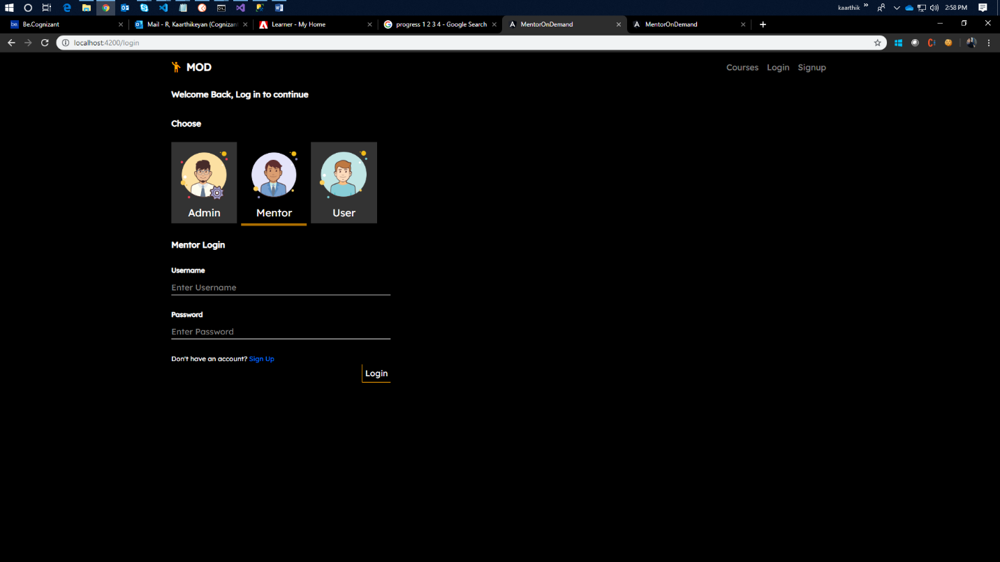 kaarthik
2:58 PM
Be.Cognizant
Mail - R, Kaarthikeyan (Cognizant
Learner - My Home
progress 1 2 3 4 - Google Search
MentorOnDemand
MentorOnDemand
localhost:4200/login
MOD
Courses Login Signup
Welcome Back, Log in to continue
Choose
Admin Mentor User
Mentor Login
Username
Enter Username
Password
Enter Password
Don't have an account? Sign Up
Login